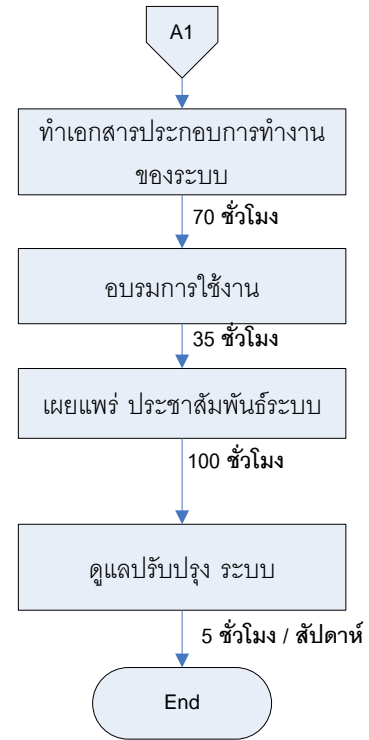 A1
ทำเอกสารประกอบการทำงาน
ของระบบ
70 ชั่วโมง
อบรมการใช้งาน
35 ชั่วโมง
เผยแพร่ ประชาสัมพันธ์ระบบ
100 ชั่วโมง
ดูแลปรับปรุง ระบบ
5 ชั่วโมง / สัปดาห์
End